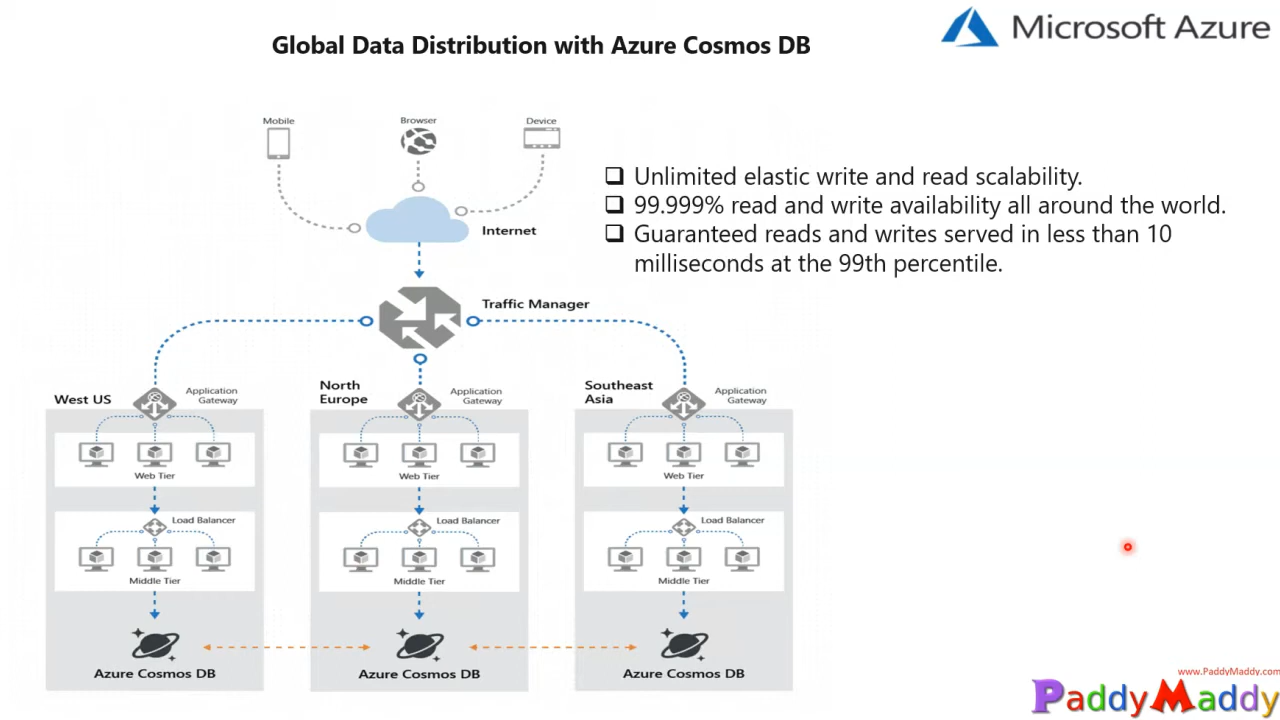 Global Data Distribution with Azure Cosmos DB
Microsoft Azure
Mobile
Browser
Device
❑ Unlimited elastic write and read scalability.
❑ 99.999% read and write availability all around the world.
❑ Guaranteed reads and writes served in less than 10
milliseconds at the 99th percentile.
Internet
Traffic Manager
West US
Application
Gateway
North
Europe
Application
Gateway
Southeast
Asia
Application
Gateway
Web Tier
Web Tier
Web Tier
Load Balancer
Load Balancer
Load Balancer
Middle Tier
Middle Tier
Middle Tier
Azure Cosmos DB
Azure Cosmos DB
Azure Cosmos DB
www.PaddyMaddy.com
PaddyMaddy